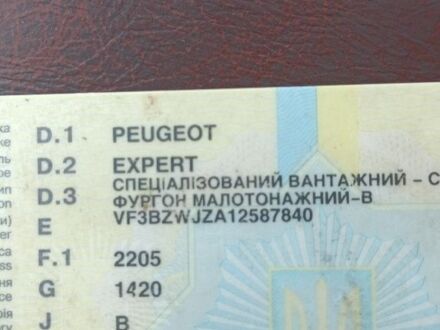 D.1 PEUGEOT
D.2 EXPERT
D.3 СПЕЦІАЛІЗОВАНИЙ ВАНТАЖНИЙ - С
ФУРГОН МАЛОТОНАЖНИЙ-В
E VF3BZWJZA12587840
F.1 2205
G 1420
J B